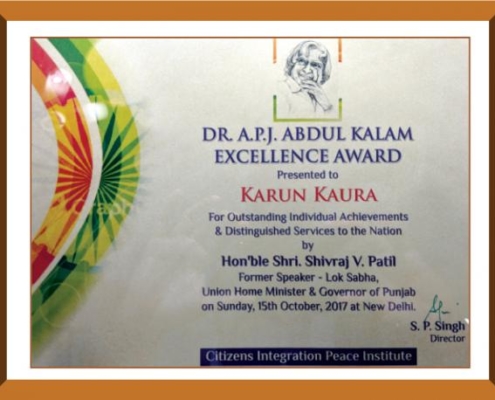 DR. A.P.J. ABDUL KALAM
EXCELLENCE AWARD
Presented to
KARUN KAURA
For Outstanding Individual Achievements
& Distinguished Services to the Nation
by
Hon'ble Shri. Shivraj V. Patil
Former Speaker - Lok Sabha,
Union Home Minister & Governor of Punjab
on Sunday, 15th October, 2017 at New Delhi.
S. P. Singh
Director
Citizens Integration Peace Institute